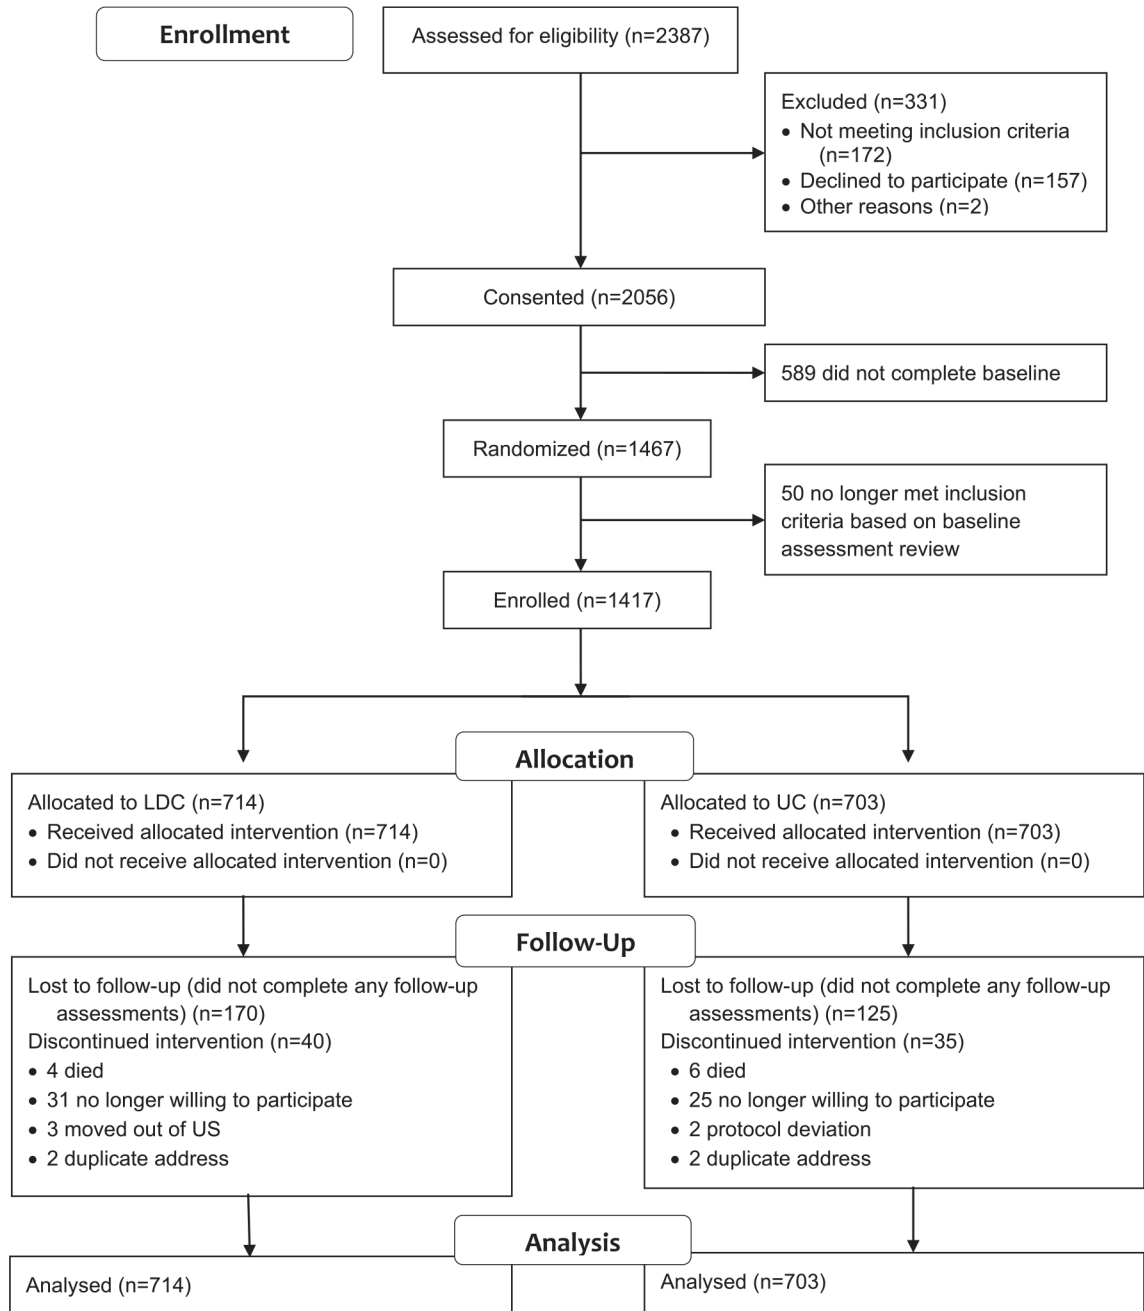 Enrollment
Assessed for eligibility (n=2387)
Excluded (n=331)
• Not meeting inclusion criteria
(n=172)
• Declined to participate (n=157)
• Other reasons (n=2)
Consented (n=2056)
589 did not complete baseline
Randomized (n=1467)
50 no longer met inclusion
criteria based on baseline
assessment review
Enrolled (n=1417)
Allocation
Allocated to LDC (n=714)
• Received allocated intervention (n=714)
• Did not receive allocated intervention (n=0)
Allocated to UC (n=703)
• Received allocated intervention (n=703)
• Did not receive allocated intervention (n=0)
Follow-Up
Lost to follow-up (did not complete any follow-up
assessments) (n=170)
Discontinued intervention (n=40)
• 4 died
• 31 no longer willing to participate
• 3 moved out of US
• 2 duplicate address
Lost to follow-up (did not complete any follow-up
assessments) (n=125)
Discontinued intervention (n=35)
• 6 died
• 25 no longer willing to participate
• 2 protocol deviation
• 2 duplicate address
Analysis
Analysed (n=714)
Analysed (n=703)